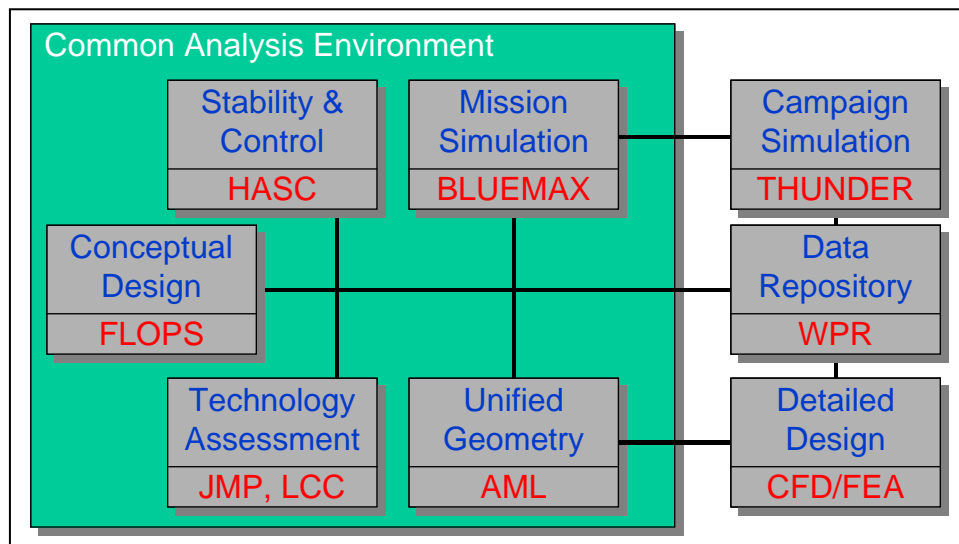 Common Analysis Environment
Stability &
Control
HASC
Mission
Simulation
BLUEMAX
Campaign
Simulation
THUNDER
Conceptual
Design
FLOPS
Data
Repository
WPR
Technology
Assessment
JMP, LCC
Unified
Geometry
AML
Detailed
Design
CFD/FEA